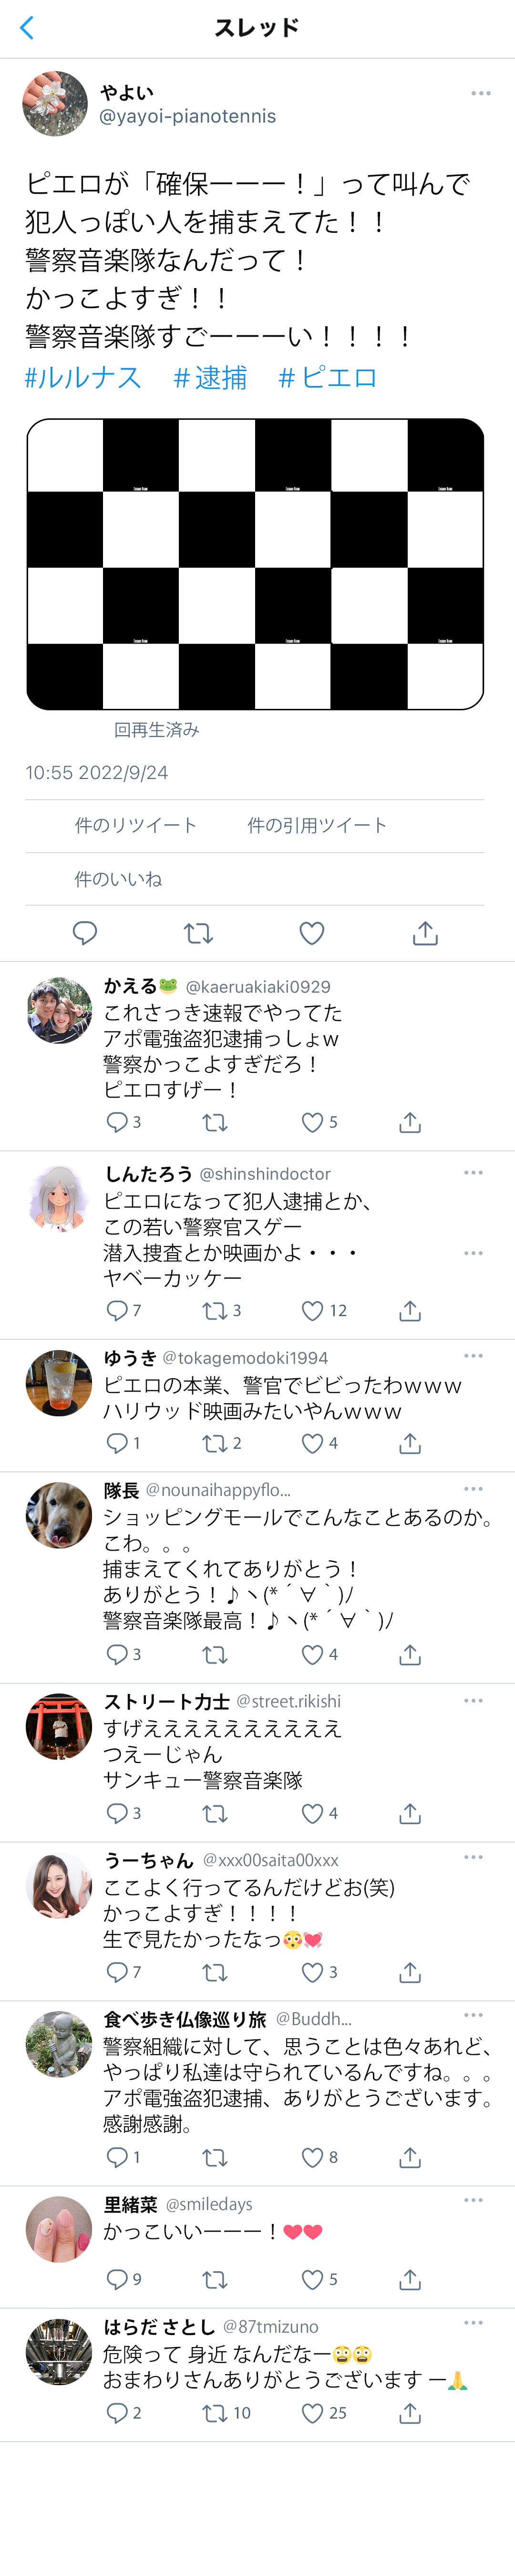 スレッド
やよい
@yayoi-pianotennis
ピエロが「確保ーーー！」って叫んで
犯人っぽい人を捕まえてた！！
警察音楽隊なんだって！
かっこよすぎ！！
警察音楽隊すごーーーい！！！！
#ルルナス　#逮捕　#ピエロ
回再生済み
10:55 2022/9/24
件のリツイート　件の引用ツイート
件のいいね
かえる🐸 @kaeruakiaki0929
これさっき速報でやってた
アポ電強盗犯逮捕っしょw
警察かっこよすぎだろ！
ピエロすげー！
3 5
しんたろう @shinshindoctor
ピエロになって犯人逮捕とか、
この若い警察官スゲー
潜入捜査とか映画かよ・・・
ヤベーカッケー
7 3 12
ゆうき @tokagemodoki1994
ピエロの本業、警官でビビったわｗｗｗ
ハリウッド映画みたいやんｗｗｗ
1 2 4
隊長 @nounaihappyflo...
ショッピングモールでこんなことあるのか。
こわ。。。
捕まえてくれてありがとう！
ありがとう！♪ヽ(*´∀｀)ﾉ
警察音楽隊最高！♪ヽ(*´∀｀)ﾉ
3 4
ストリート力士 @street.rikishi
すげええええええええええ
つえーじゃん
サンキュー警察音楽隊
3 4
うーちゃん @xxx00saita00xxx
ここよく行ってるんだけどお(笑)
かっこよすぎ！！！！
生で見たかったなっ😳💓
7 3
食べ歩き仏像巡り旅 @Buddh...
警察組織に対して、思うことは色々あれど、
やっぱり私達は守られているんですね。。。
アポ電強盗犯逮捕、ありがとうございます。
感謝感謝。
1 8
里緒菜 @smiledays
かっこいいーーー！❤❤
9 5
はらだ さとし @87tmizuno
危険って 身近 なんだなー😨😨
おまわりさんありがとうございます ー🙏
2 10 25